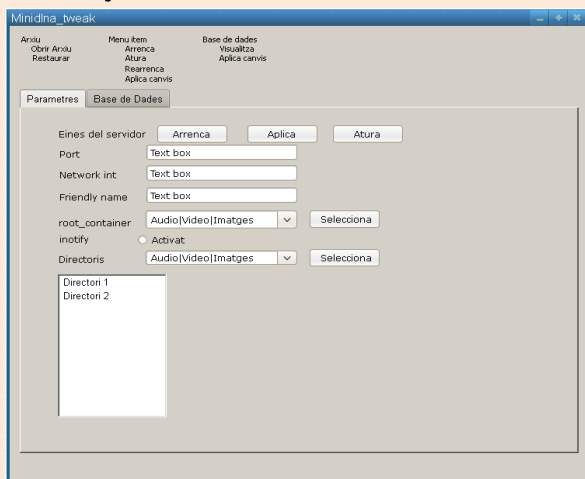 Minidlna_tweak
Arxiu Menu item Base de dades
Obrir Arxiu Arrenca Visualitza
Restaurar Atura Aplica canvis
Rearrenca
Aplica canvis
Parametres Base de Dades
Eines del servidor Arrenca Aplica Atura
Port Text box
Network int Text box
Friendly name Text box
root_container Audio|Video|Imatges Selecciona
inotify Activat
Directoris Audio|Video|Imatges Selecciona
Directori 1
Directori 2